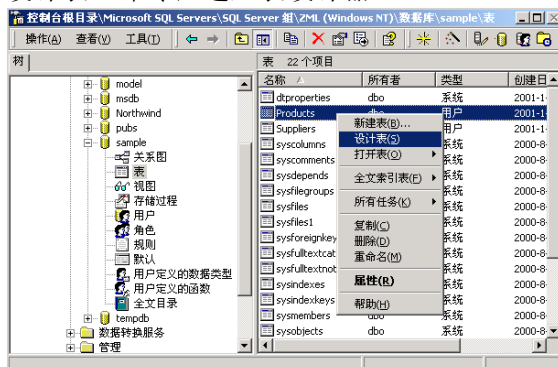 控制台根目录\Microsoft SQL Servers\SQL Server 组\ZML (Windows NT)\数据库\sample\表
操作(A) 查看(V) 工具(T)
树
表 22 个项目
名称 所有者 类型 创建日
model
msdb
Northwind
pubs
sample
关系图
表
视图
存储过程
用户
角色
规则
默认
用户定义的数据类型
用户定义的函数
全文目录
tempdb
数据转换服务
管理
dtproperties dbo 系统 2001-1-
Products dbo 用户 2001-1-
Suppliers 用户 2001-1-
syscolumns 系统 2000-8-
syscomments 系统 2000-8-
sysdepends 系统 2000-8-
sysfilegroups 系统 2000-8-
sysfiles 系统 2000-8-
sysfiles1 系统 2000-8-
sysforeignkey 系统 2000-8-
sysfulltextcat 系统 2000-8-
sysfulltextnot 系统 2000-8-
sysindexes 系统 2000-8-
sysindexkeys 系统 2000-8-
sysmembers dbo 系统 2000-8-
sysobjects dbo 系统 2000-8-
新建表(B)...
设计表(S)
打开表(O)
全文索引表(F)
所有任务(K)
复制(C)
删除(D)
重命名(M)
属性(R)
帮助(H)